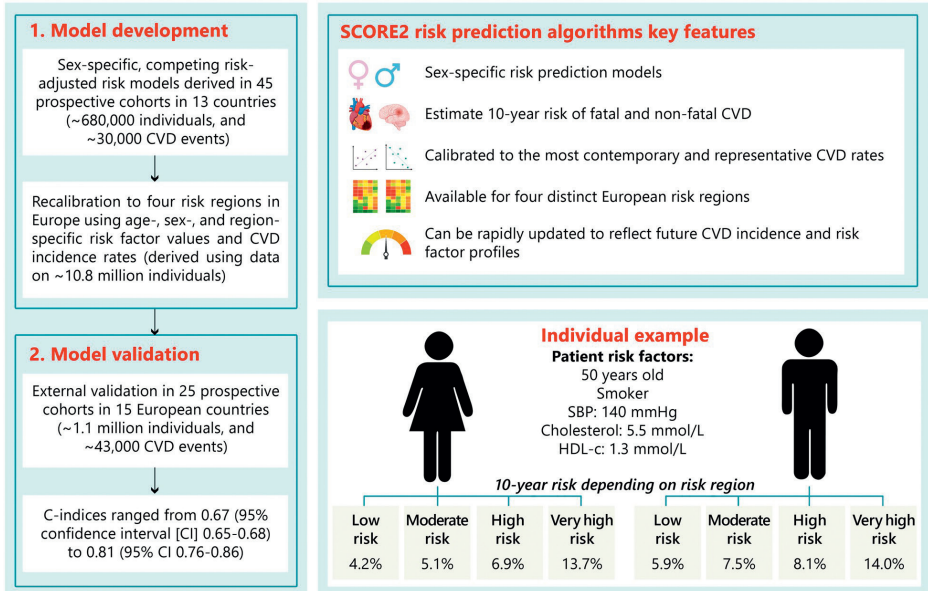 1. Model development
Sex-specific, competing risk-
adjusted risk models derived in 45
prospective cohorts in 13 countries
(~680,000 individuals, and
~30,000 CVD events)
Recalibration to four risk regions in
Europe using age-, sex-, and region-
specific risk factor values and CVD
incidence rates (derived using data
on ~10.8 million individuals)
2. Model validation
External validation in 25 prospective
cohorts in 15 European countries
(~1.1 million individuals, and
~43,000 CVD events)
C-indices ranged from 0.67 (95%
confidence interval [CI] 0.65-0.68)
to 0.81 (95% CI 0.76-0.86)
SCORE2 risk prediction algorithms key features
Sex-specific risk prediction models
Estimate 10-year risk of fatal and non-fatal CVD
Calibrated to the most contemporary and representative CVD rates
Available for four distinct European risk regions
Can be rapidly updated to reflect future CVD incidence and risk
factor profiles
Individual example
Patient risk factors:
50 years old
Smoker
SBP: 140 mmHg
Cholesterol: 5.5 mmol/L
HDL-c: 1.3 mmol/L
10-year risk depending on risk region
Low
risk
4.2%
Moderate
risk
5.1%
High
risk
6.9%
Very high
risk
13.7%
Low
risk
5.9%
Moderate
risk
7.5%
High
risk
8.1%
Very high
risk
14.0%